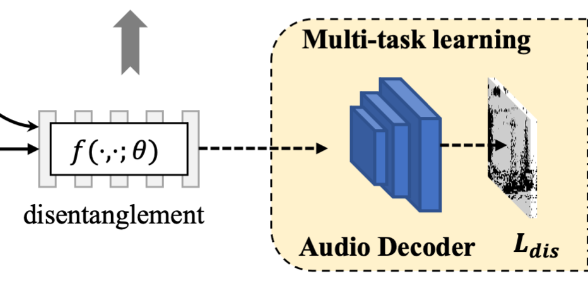 Multi-task learning
f(·,·; θ)
disentanglement
Audio Decoder
L_dis